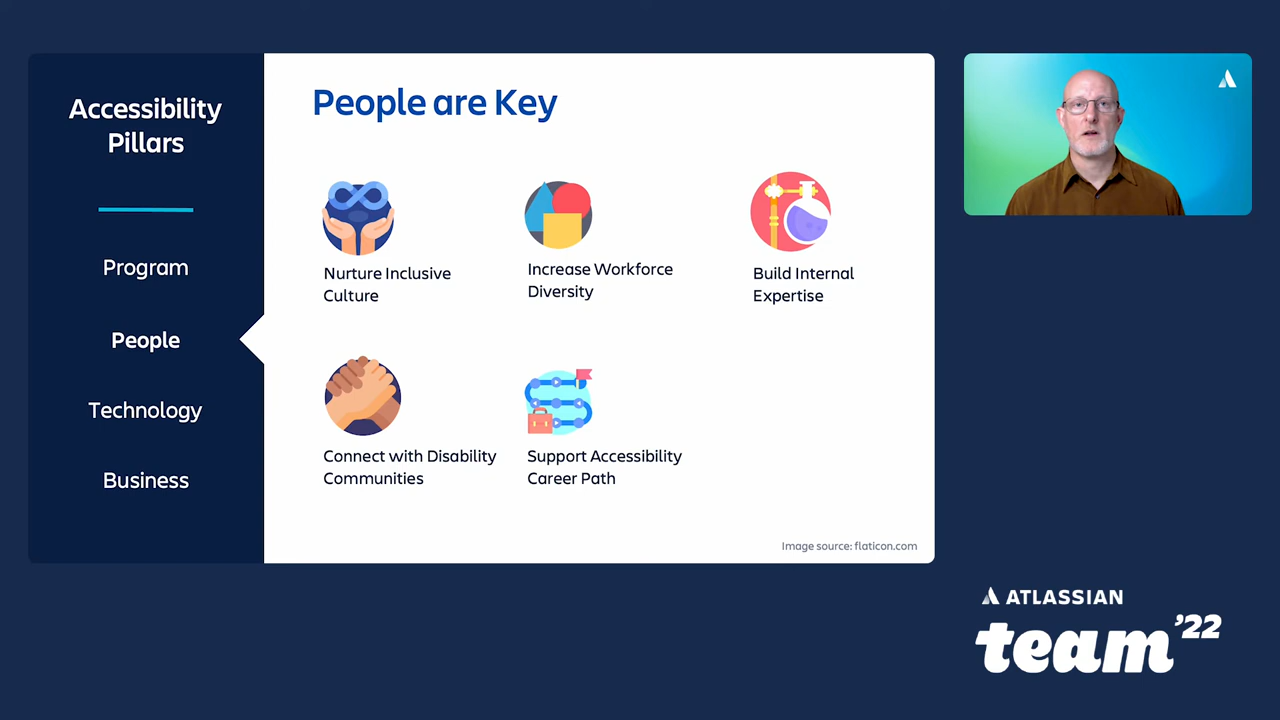 Accessibility
Pillars
Program
People
Technology
Business
People are Key
Nurture Inclusive
Culture
Increase Workforce
Diversity
Build Internal
Expertise
Connect with Disability
Communities
Support Accessibility
Career Path
Image source: flaticon.com
ATLASSIAN
team '22